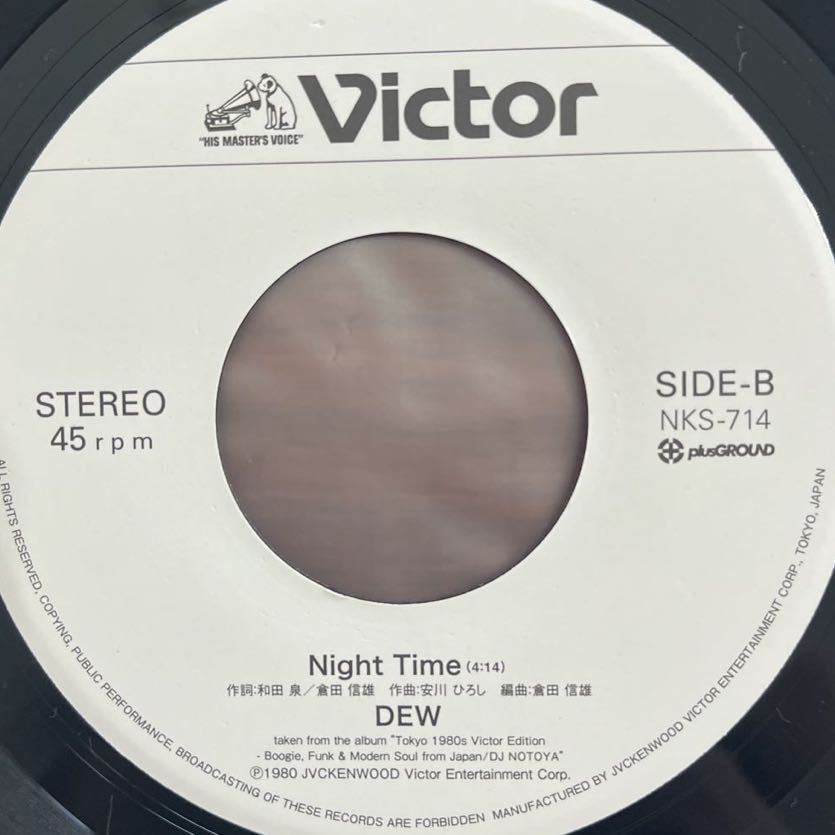 Victor
"HIS MASTER'S VOICE"
STEREO
45 rpm
SIDE-B
NKS-714
plusGROUND
Night Time (4:14)
作詞:和田 泉／倉田 信雄 作曲:安川 ひろし 編曲:倉田 信雄
DEW
taken from the album "Tokyo 1980s Victor Edition
- Boogie, Funk & Modern Soul from Japan/DJ NOTOYA"
℗1980 JVCKENWOOD Victor Entertainment Corp.
ALL RIGHTS RESERVED, COPYING, PUBLIC PERFORMANCE, BROADCASTING OF THESE RECORDS ARE FORBIDDEN MANUFACTURED BY JVCKENWOOD VICTOR ENTERTAINMENT CORP., TOKYO, JAPAN